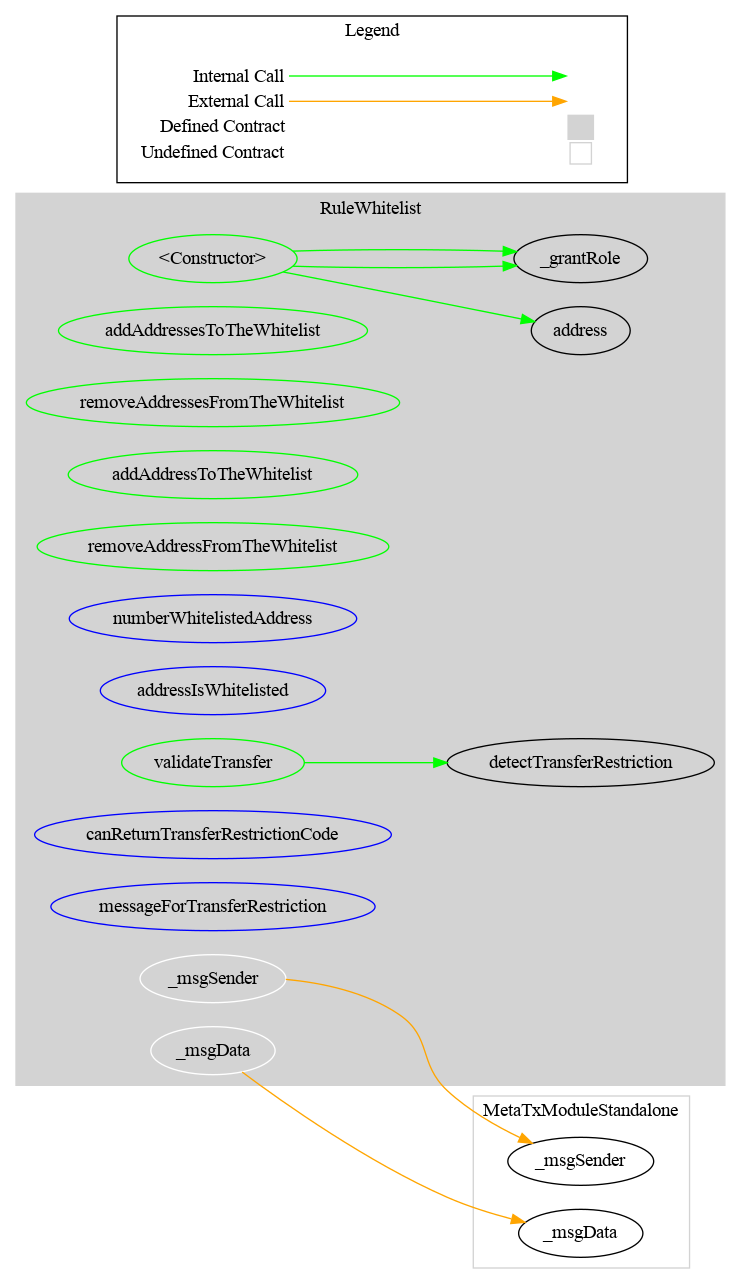 Legend
Internal Call
External Call
Defined Contract
Undefined Contract
RuleWhitelist
<Constructor>
_grantRole
addAddressesToTheWhitelist
address
removeAddressesFromTheWhitelist
addAddressToTheWhitelist
removeAddressFromTheWhitelist
numberWhitelistedAddress
addressIsWhitelisted
validateTransfer
detectTransferRestriction
canReturnTransferRestrictionCode
messageForTransferRestriction
_msgSender
_msgData
MetaTxModuleStandalone
_msgSender
_msgData